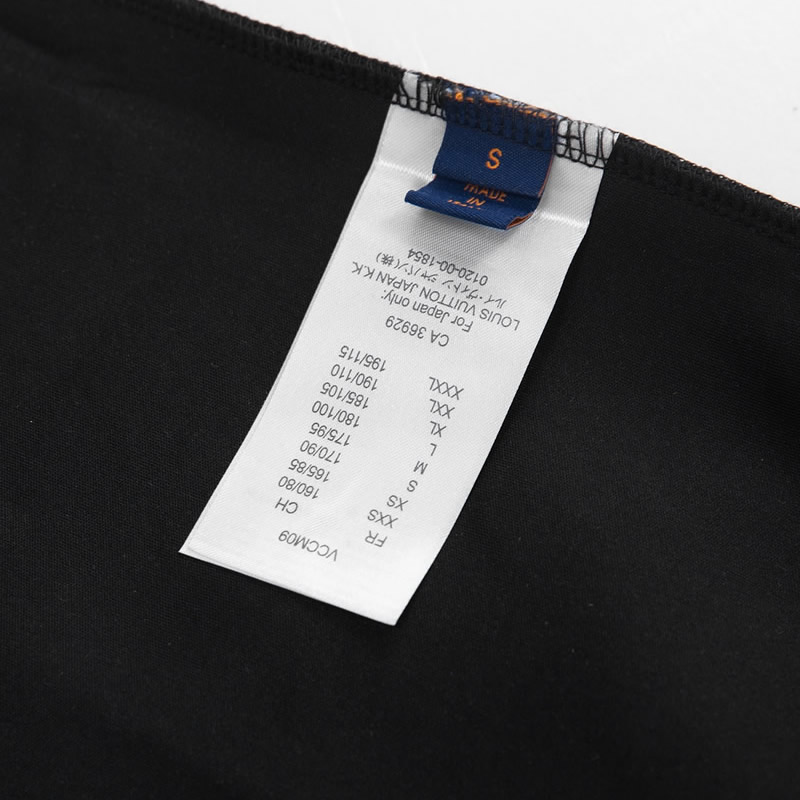 S
MADE
IN
VCCM09
FR CH
XXS 160/80
XS 165/85
S 170/90
M 175/95
L 180/100
XL 185/105
XXL 190/110
XXXL 195/115
CA 36929
For Japan only:
LOUIS VUITTON JAPAN K.K.
ルイ・ヴィトン ジャパン(株)
0120-00-1854